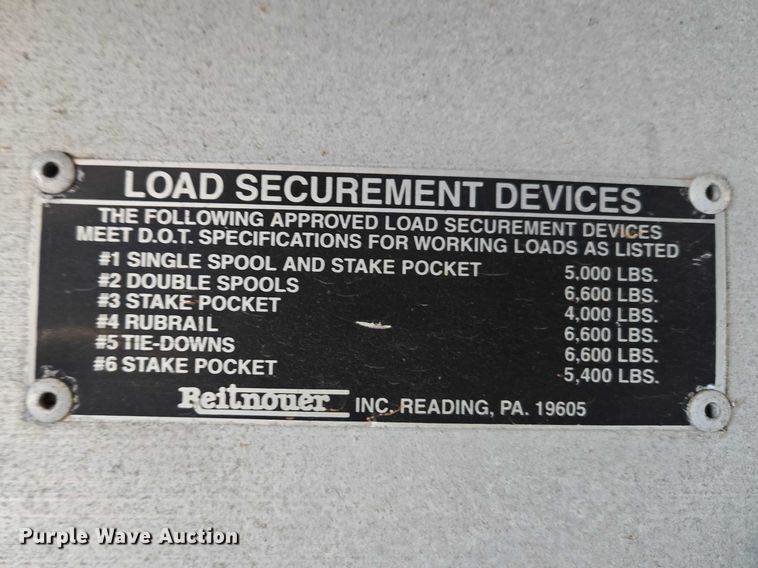 LOAD SECUREMENT DEVICES
THE FOLLOWING APPROVED LOAD SECUREMENT DEVICES
MEET D.O.T. SPECIFICATIONS FOR WORKING LOADS AS LISTED
#1 SINGLE SPOOL AND STAKE POCKET 5,000 LBS.
#2 DOUBLE SPOOLS 6,600 LBS.
#3 STAKE POCKET 4,000 LBS.
#4 RUBRAIL 6,600 LBS.
#5 TIE-DOWNS 6,600 LBS.
#6 STAKE POCKET 5,400 LBS.
Reitnouer INC. READING, PA. 19605
Purple Wave Auction